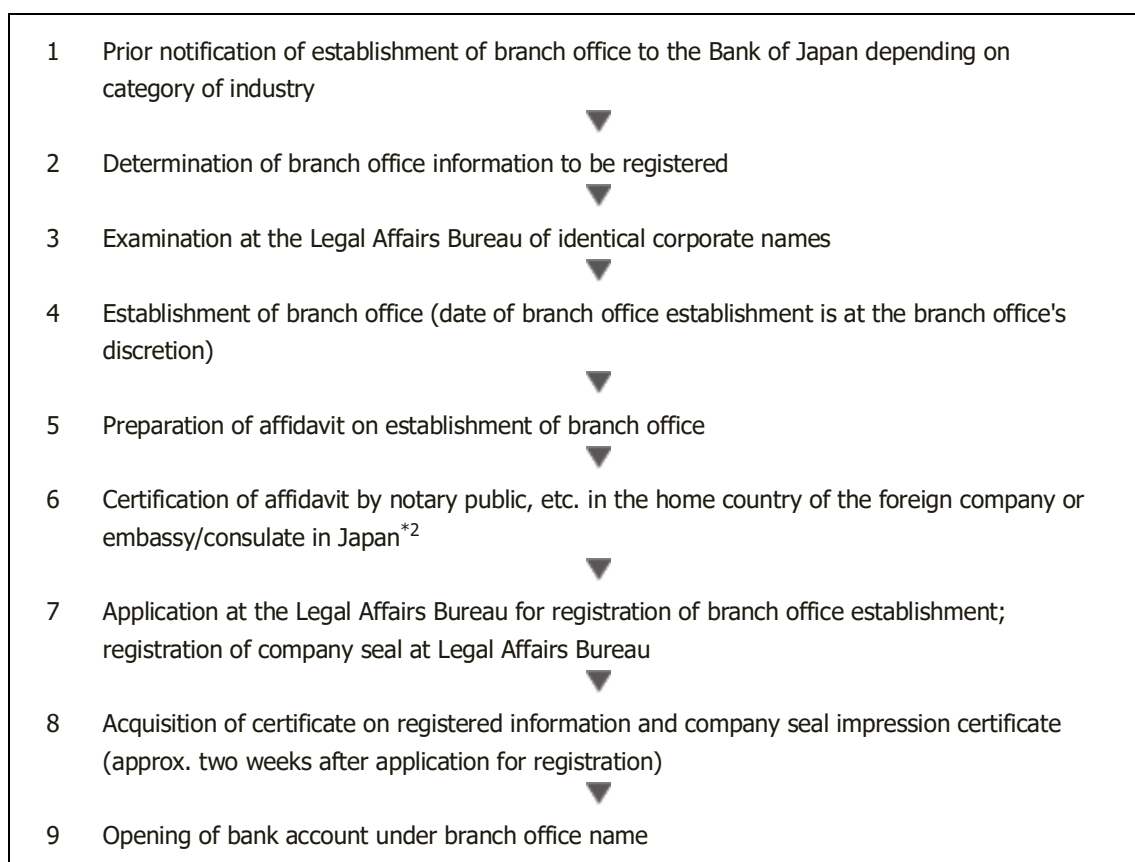 1 Prior notification of establishment of branch office to the Bank of Japan depending on
category of industry
2 Determination of branch office information to be registered
3 Examination at the Legal Affairs Bureau of identical corporate names
4 Establishment of branch office (date of branch office establishment is at the branch office's
discretion)
5 Preparation of affidavit on establishment of branch office
6 Certification of affidavit by notary public, etc. in the home country of the foreign company or
embassy/consulate in Japan*2
7 Application at the Legal Affairs Bureau for registration of branch office establishment;
registration of company seal at Legal Affairs Bureau
8 Acquisition of certificate on registered information and company seal impression certificate
(approx. two weeks after application for registration)
9 Opening of bank account under branch office name